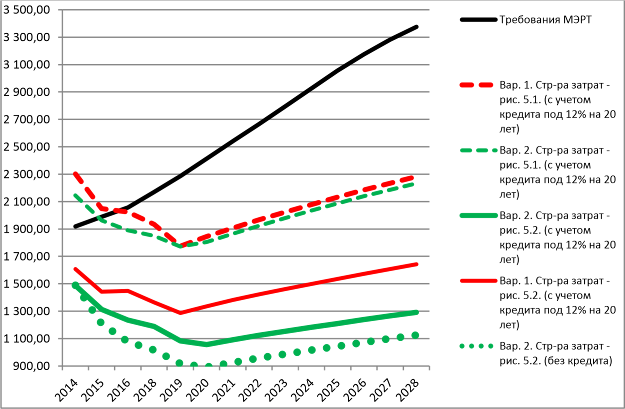 3 500,00
3 300,00
3 100,00
2 900,00
2 700,00
2 500,00
2 300,00
2 100,00
1 900,00
1 700,00
1 500,00
1 300,00
1 100,00
900,00
2014
2015
2016
2018
2019
2020
2021
2022
2023
2024
2025
2026
2027
2028
Требования МЭРТ
Вар. 1. Стр-ра затрат -
рис. 5.1. (с учетом
кредита под 12% на 20
лет)
Вар. 2. Стр-ра затрат -
рис. 5.1. (с учетом
кредита под 12% на 20
лет)
Вар. 2. Стр-ра затрат -
рис. 5.2. (с учетом
кредита под 12% на 20
лет)
Вар. 1. Стр-ра затрат -
рис. 5.2. (с учетом
кредита под 12% на 20
лет)
Вар. 2. Стр-ра затрат -
рис. 5.2. (без кредита)